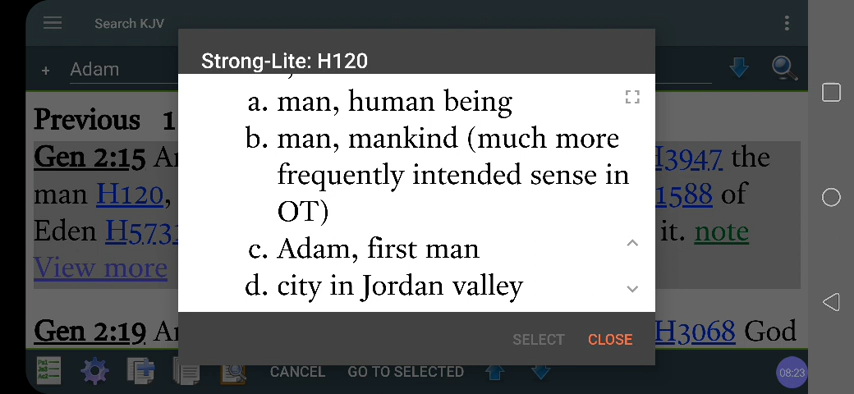 Search KJV
+ Adam
Strong-Lite: H120
a. man, human being
b. man, mankind (much more
frequently intended sense in
OT)
c. Adam, first man
d. city in Jordan valley
SELECT CLOSE
Previous 1
Gen 2:15 H3947 the
man H120, 1588 of
Eden H573 it. note
View more
Gen 2:19 H3068 God
CANCEL GO TO SELECTED
08:23